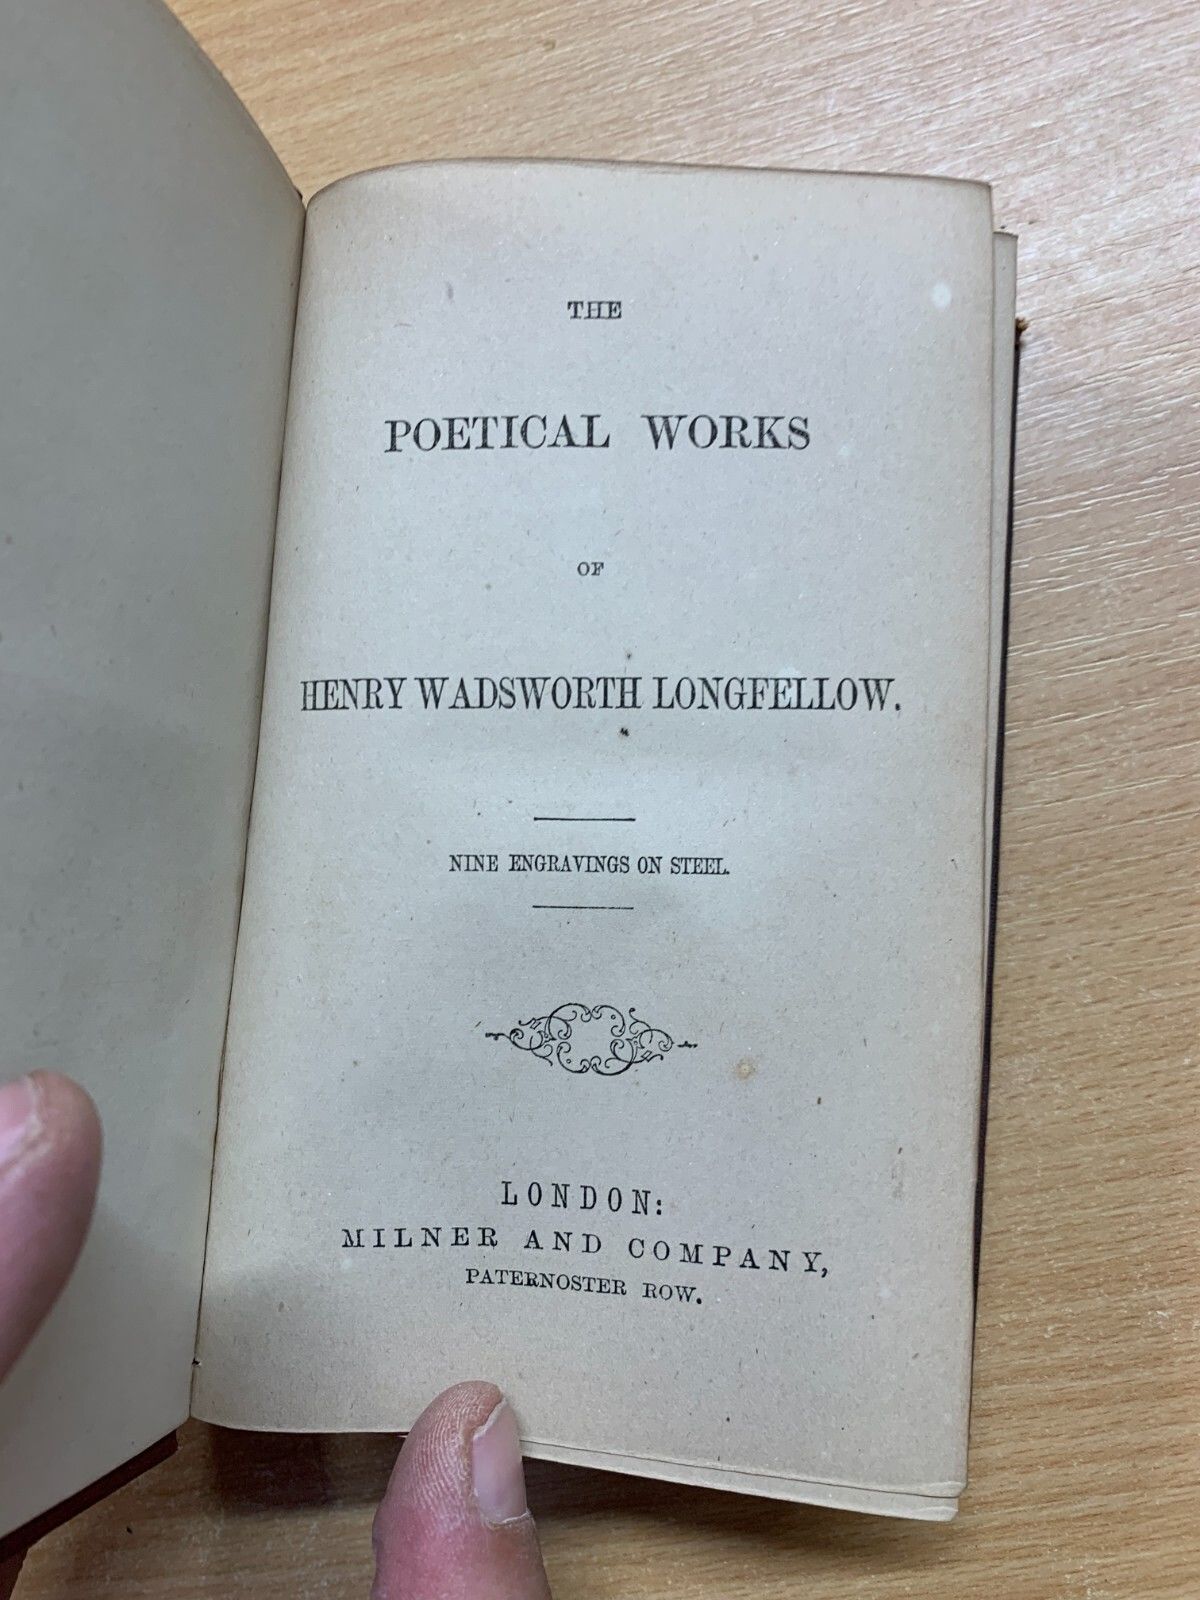 THE
POETICAL WORKS
OF
HENRY WADSWORTH LONGFELLOW.
NINE ENGRAVINGS ON STEEL.
LONDON:
MILNER AND COMPANY,
PATERNOSTER ROW.